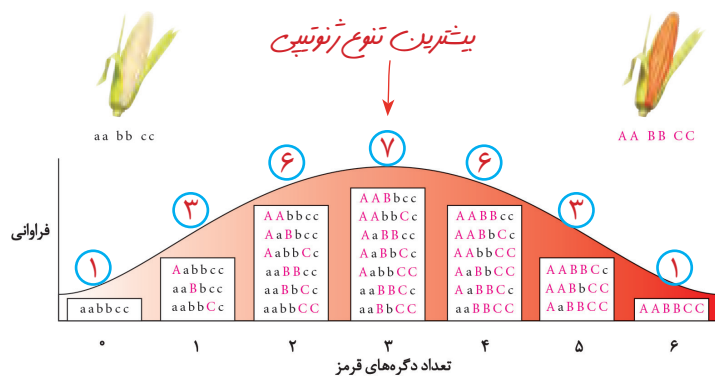 بیشترین تنوع ژنوتیپی
aa bb cc
AA BB CC
فراوانی
۱
۳
۶
۷
۶
۳
۱
aabbcc
Aabbcc
aaBbcc
aabbCc
AAbbcc
AaBbcc
AabbCc
aaBBcc
aaBbCc
aabbCC
AABbcc
AAbbCc
AaBBcc
AaBbCc
AabbCC
aaBBCc
aaBbCC
AABBcc
AABbCc
AAbbCC
AaBbCC
AaBBCc
aaBBCC
AABBCc
AABbCC
AaBBCC
AABBCC
۰ ۱ ۲ ۳ ۴ ۵ ۶
تعداد دگره‌های قرمز